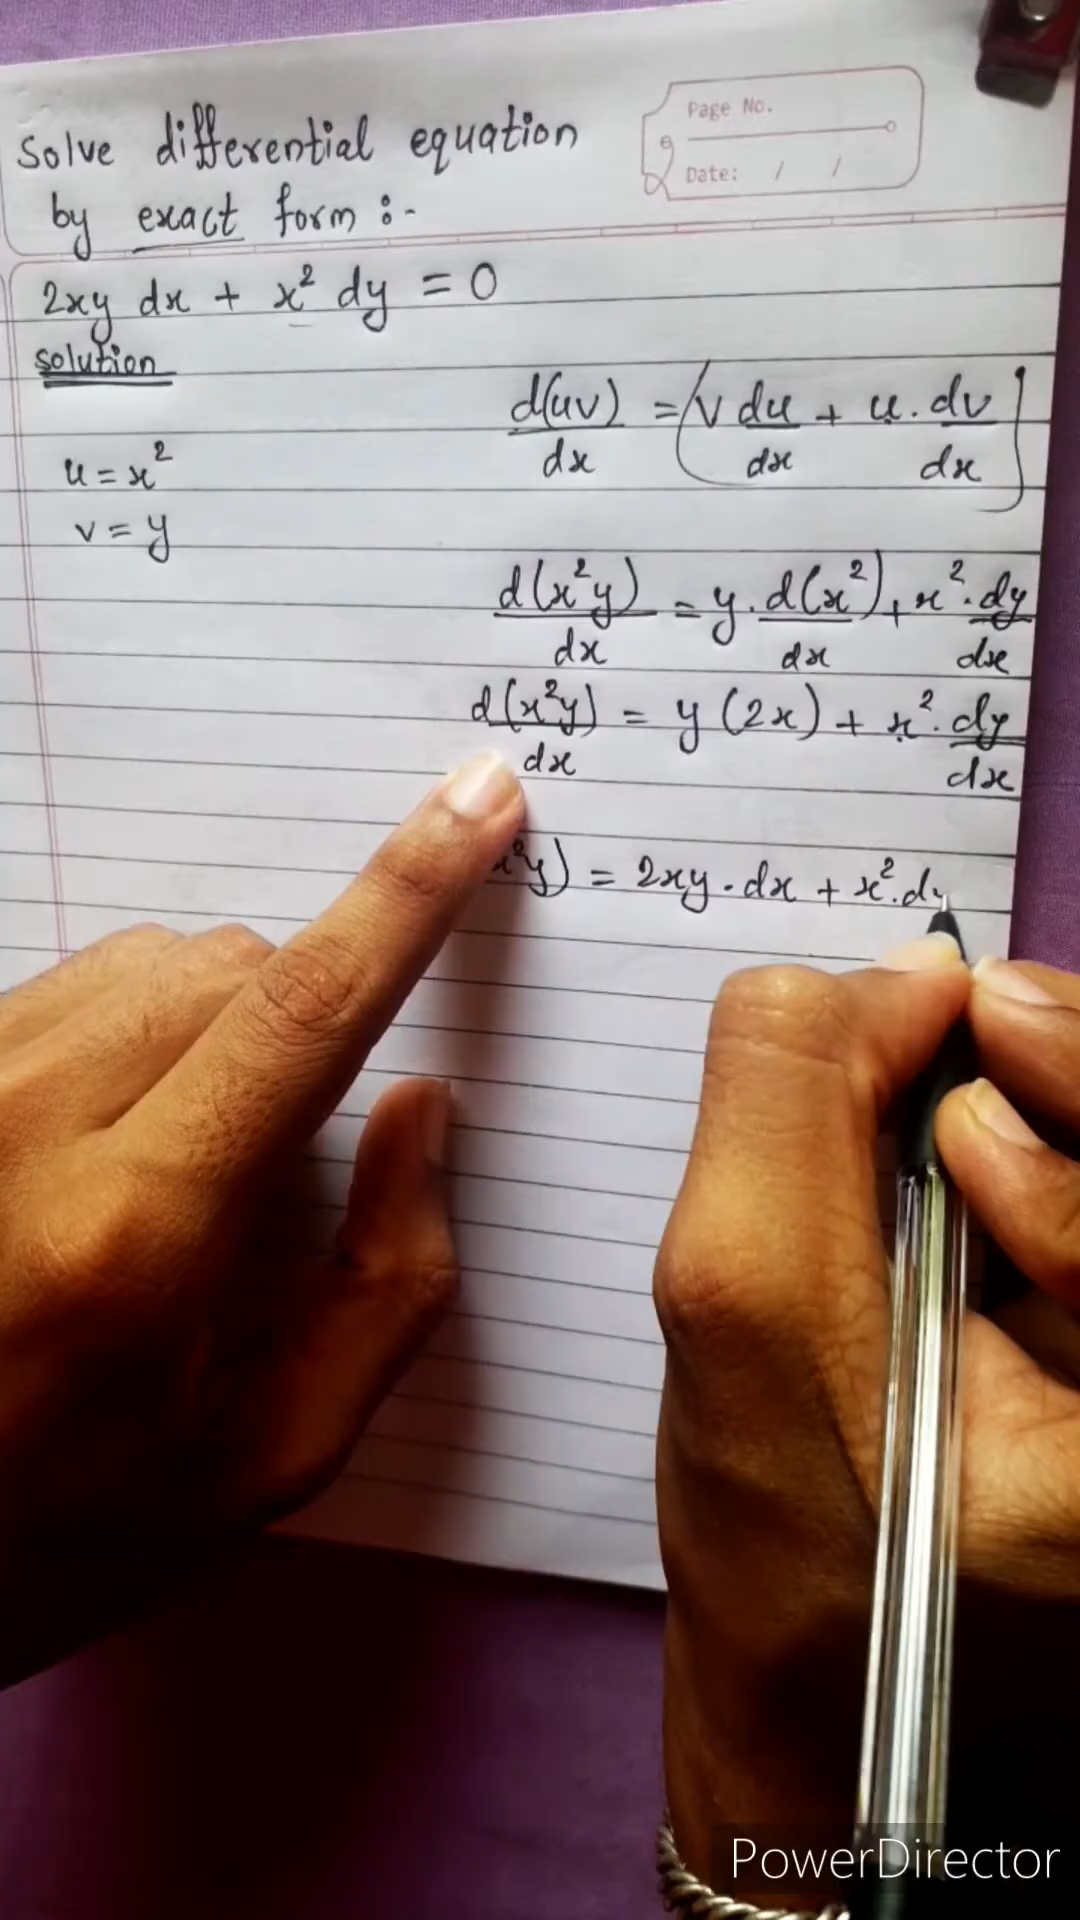 Solve differential equation
by exact form :-
Page No.
Date: / /
2xy dx + x² dy = 0
solution
u = x²
v = y
d(uv)/dx = (v du/dx + u. dv/dx)
d(x²y)/dx = y. d(x²)/dx + x². dy/dx
d(x²y)/dx = y (2x) + x². dy/dx
x²y) = 2xy. dx + x². dy
PowerDirector